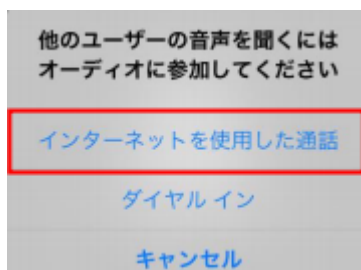 他のユーザーの音声を聞くには
オーディオに参加してください
インターネットを使用した通話
ダイヤル イン
キャンセル